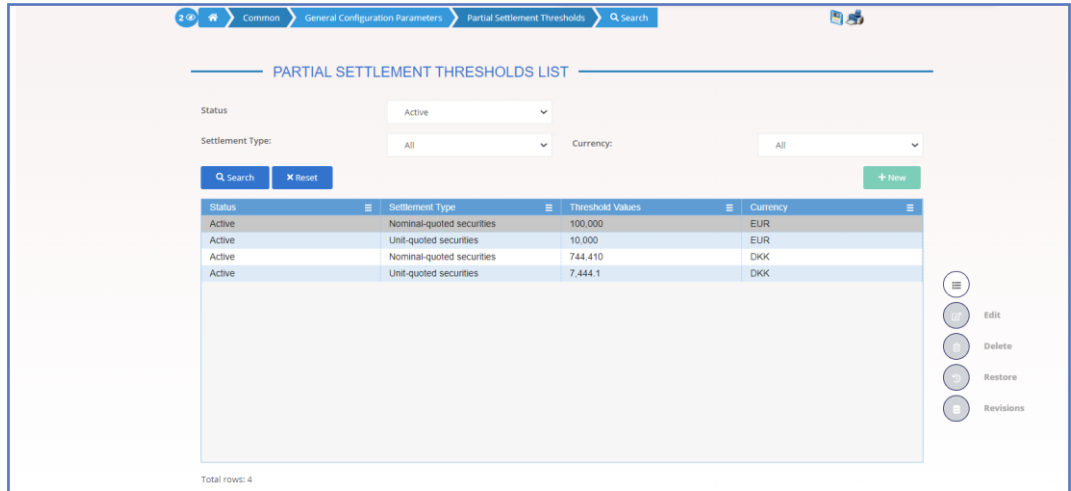 2 Common General Configuration Parameters Partial Settlement Thresholds Search
PARTIAL SETTLEMENT THRESHOLDS LIST
Status Active
Settlement Type: All Currency: All
Search Reset New
Status Settlement Type Threshold Values Currency
Active Nominal-quoted securities 100,000 EUR
Active Unit-quoted securities 10,000 EUR
Active Nominal-quoted securities 744,410 DKK
Active Unit-quoted securities 7,444.1 DKK
Edit
Delete
Restore
Revisions
Total rows: 4